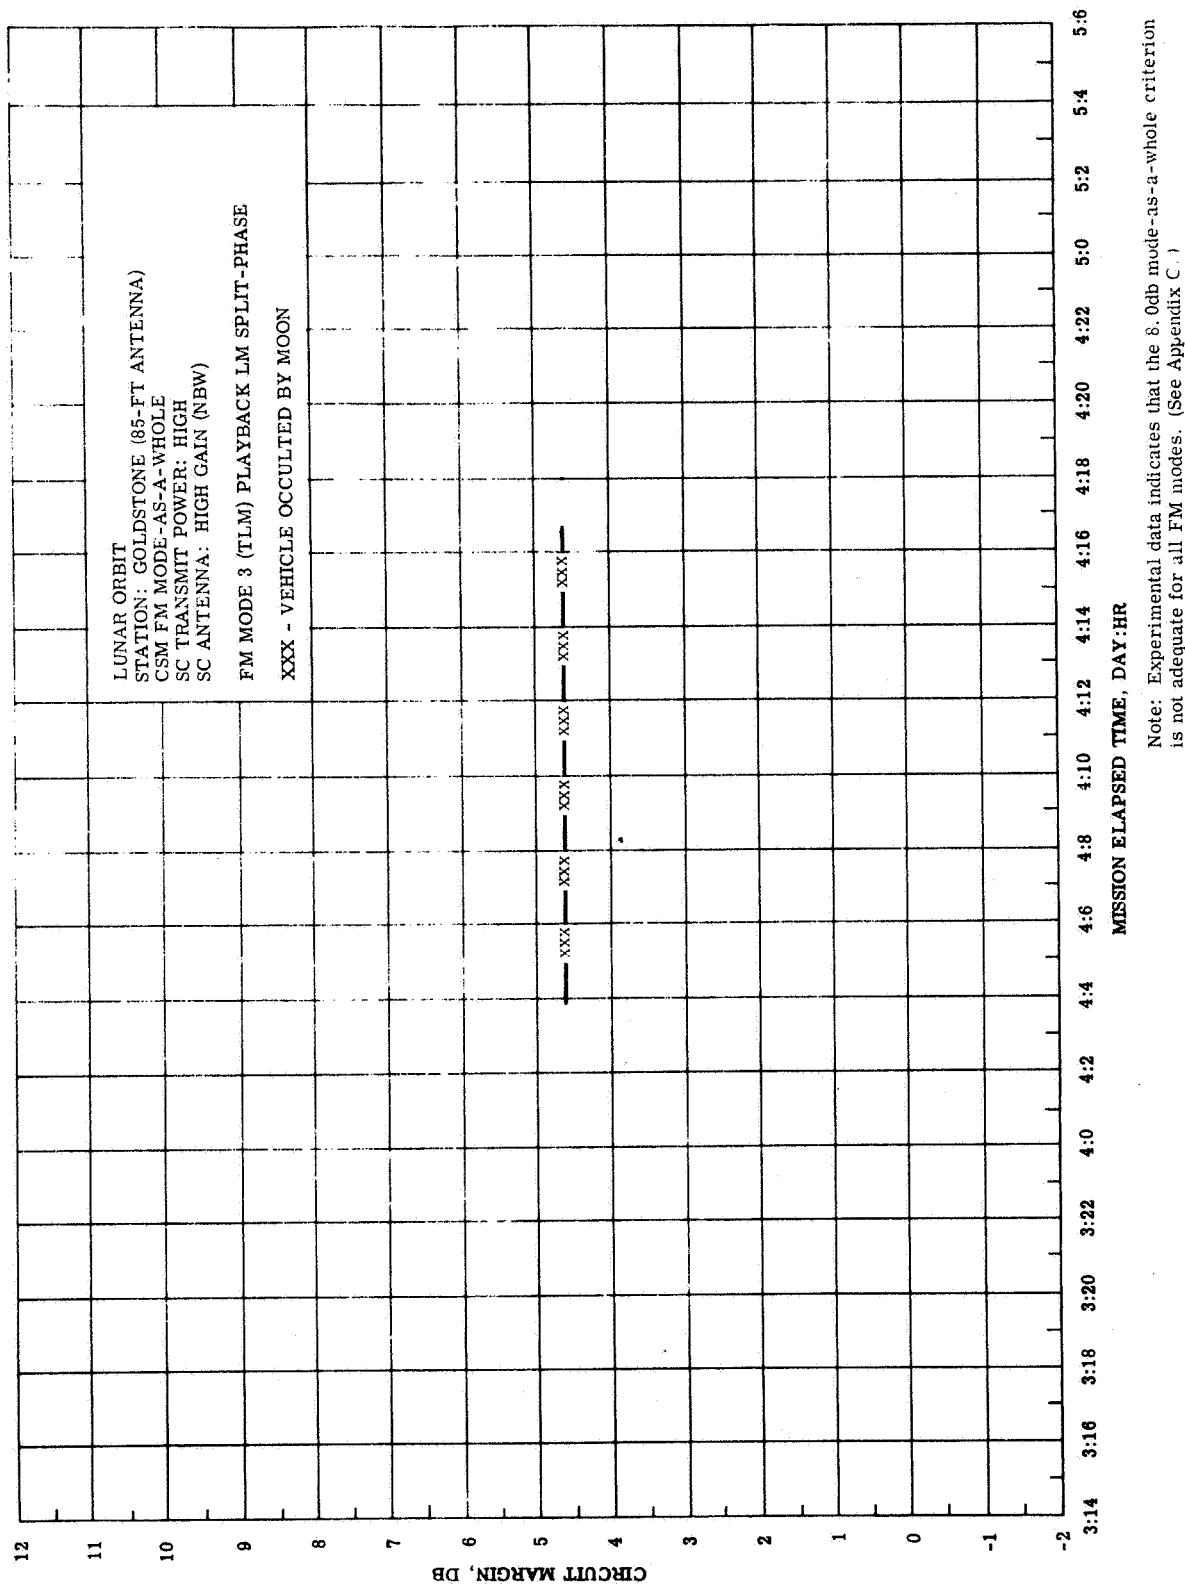 LUNAR ORBIT
STATION: GOLDSTONE (85-FT ANTENNA)
CSM FM MODE-AS-A-WHOLE
SC TRANSMIT POWER: HIGH
SC ANTENNA: HIGH GAIN (NBW)
FM MODE 3 (TLM) PLAYBACK LM SPLIT-PHASE
XXX - VEHICLE OCCULTED BY MOON
CIRCUIT MARGIN, DB
12
11
10
9
8
7
6
5
4
3
2
1
0
-1
-2
XXX XXX XXX XXX XXX XXX
3:14 3:16 3:18 3:20 3:22 4:0 4:2 4:4 4:6 4:8 4:10 4:12 4:14 4:16 4:18 4:20 4:22 5:0 5:2 5:4 5:6
MISSION ELAPSED TIME, DAY:HR
Note: Experimental data indicates that the 8.0db mode-as-a-whole criterion
is not adequate for all FM modes. (See Appendix C.)